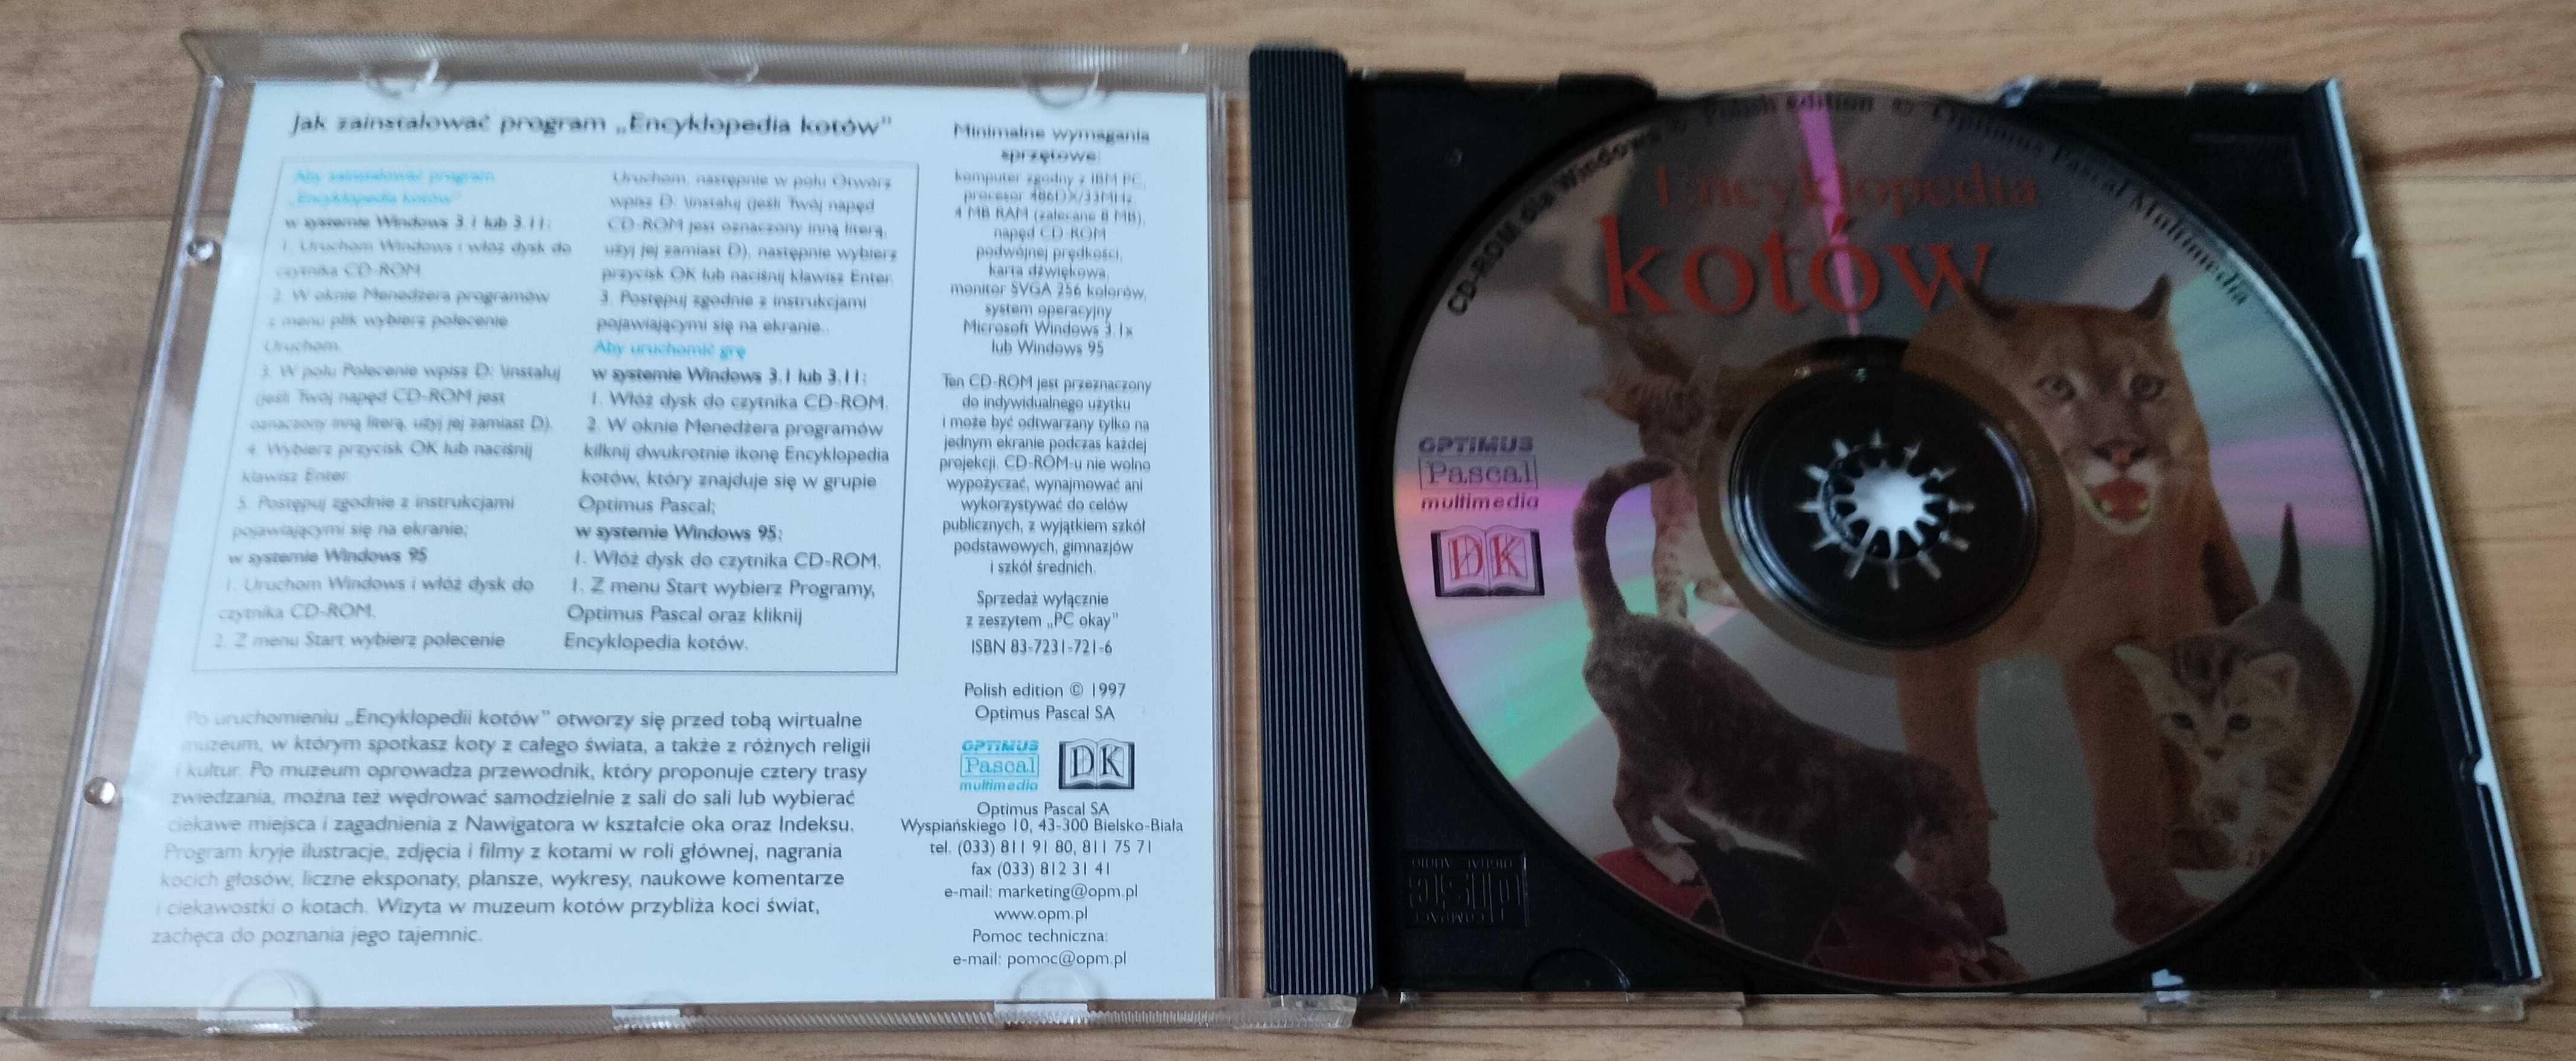 Jak zainstalować program „Encyklopedia kotów”
Aby zainstalować program
„Encyklopedia kotów”
w systemie Windows 3.1 lub 3.11:
1. Uruchom Windows i włóż dysk do
czytnika CD-ROM
2. W oknie Menedżera programów
z menu plik wybierz polecenie
Uruchom.
3. W polu Polecenie wpisz D: \instaluj
(jeśli Twój napęd CD-ROM jest
oznaczony inną literą, użyj jej zamiast D).
4. Wybierz przycisk OK lub naciśnij
klawisz Enter.
5. Postępuj zgodnie z instrukcjami
pojawiającymi się na ekranie;
w systemie Windows 95
1. Uruchom Windows i włóż dysk do
czytnika CD-ROM.
2. Z menu Start wybierz polecenie
Uruchom, następnie w polu Otwórz
wpisz D: \instaluj (jeśli Twój napęd
CD-ROM jest oznaczony inną literą,
użyj jej zamiast D), następnie wybierz
przycisk OK lub naciśnij klawisz Enter.
3. Postępuj zgodnie z instrukcjami
pojawiającymi się na ekranie..
Aby uruchomić grę
w systemie Windows 3.1 lub 3.11:
1. Włóż dysk do czytnika CD-ROM.
2. W oknie Menedżera programów
kilknij dwukrotnie ikonę Encyklopedia
kotów, który znajduje się w grupie
Optimus Pascal;
w systemie Windows 95:
1. Włóż dysk do czytnika CD-ROM.
1. Z menu Start wybierz Programy,
Optimus Pascal oraz kliknij
Encyklopedia kotów.
Po uruchomieniu „Encyklopedii kotów” otworzy się przed tobą wirtualne
muzeum, w którym spotkasz koty z całego świata, a także z różnych religii
i kultur. Po muzeum oprowadza przewodnik, który proponuje cztery trasy
zwiedzania, można też wędrować samodzielnie z sali do sali lub wybierać
ciekawe miejsca i zagadnienia z Nawigatora w kształcie oka oraz Indeksu.
Program kryje ilustracje, zdjęcia i filmy z kotami w roli głównej, nagrania
kocich głosów, liczne eksponaty, plansze, wykresy, naukowe komentarze
i ciekawostki o kotach. Wizyta w muzeum kotów przybliża koci świat,
zachęca do poznania jego tajemnic.
Minimalne wymagania
sprzętowe:
komputer zgodny z IBM PC,
procesor 486DX/33MHz,
4 MB RAM (zalecane 8 MB),
napęd CD-ROM
podwójnej prędkości,
karta dźwiękowa,
monitor SVGA 256 kolorów,
system operacyjny
Microsoft Windows 3.1x
lub Windows 95
Ten CD-ROM jest przeznaczony
do indywidualnego użytku
i może być odtwarzany tylko na
jednym ekranie podczas każdej
projekcji. CD-ROM-u nie wolno
wypożyczać, wynajmować ani
wykorzystywać do celów
publicznych, z wyjątkiem szkół
podstawowych, gimnazjów
i szkół średnich.
Sprzedaż wyłącznie
z zeszytem „PC okay”
ISBN 83-7231-721-6
Polish edition © 1997
Optimus Pascal SA
OPTIMUS
Pascal
multimedia
DK
Optimus Pascal SA
Wyspiańskiego 10, 43-300 Bielsko-Biała
tel. (033) 811 91 80, 811 75 71
fax (033) 812 31 41
e-mail: marketing@opm.pl
www.opm.pl
Pomoc techniczna:
e-mail: pomoc@opm.pl
CD-ROM dla Windows © Polish edition © Optimus Pascal Multimedia
Encyklopedia
kotów
OPTIMUS
Pascal
multimedia
DK